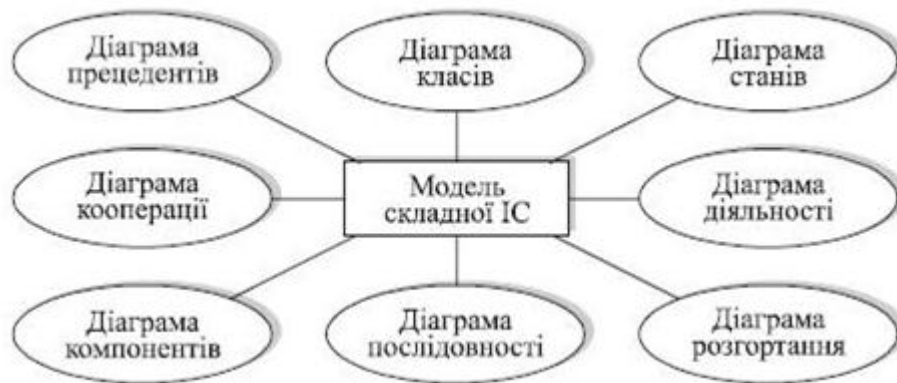 Діаграма
прецедентів
Діаграма
класів
Діаграма
станів
Діаграма
кооперації
Модель
складної ІС
Діаграма
діяльності
Діаграма
компонентів
Діаграма
послідовності
Діаграма
розгортання